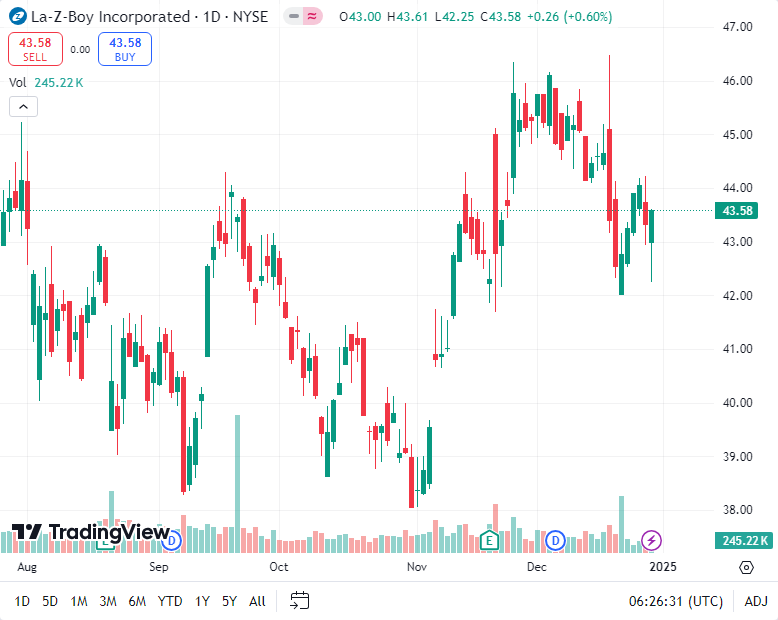 La-Z-Boy Incorporated · 1D · NYSE O43.00 H43.61 L42.25 C43.58 +0.26 (+0.60%)
43.58 SELL 0.00 43.58 BUY
Vol 245.22 K
47.00
46.00
45.00
44.00
43.58
43.00
42.00
41.00
40.00
39.00
38.00
TradingView
E D E D
245.22 K
Aug Sep Oct Nov Dec 2025
1D 5D 1M 3M 6M YTD 1Y 5Y All 06:26:31 (UTC) ADJ